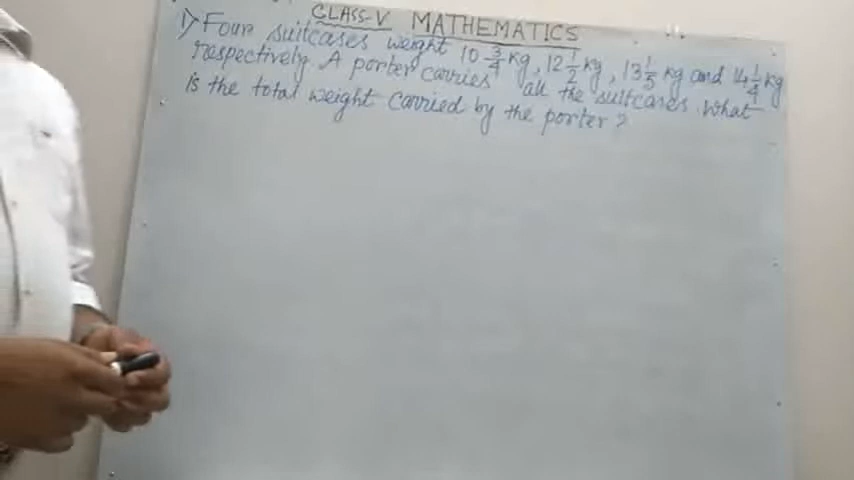 CLASS-V MATHEMATICS
1) Four suitcases weight 10 3/4 kg, 12 1/2 kg, 13 1/5 kg and 14 1/4 kg
respectively. A porter carries all the suitcases. What
is the total weight carried by the porter?